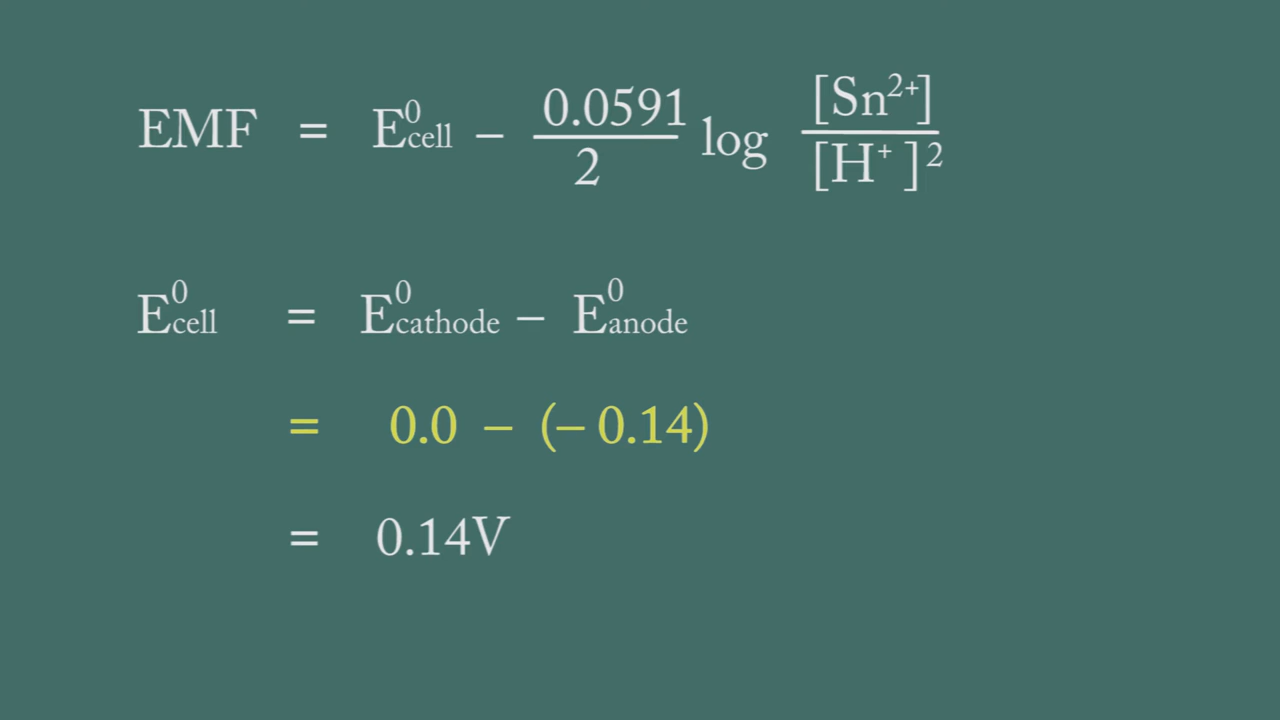 EMF = E⁰cell – 0.0591/2 log [Sn²⁺]/[H⁺]²
E⁰cell = E⁰cathode – E⁰anode
= 0.0 – (– 0.14)
= 0.14V